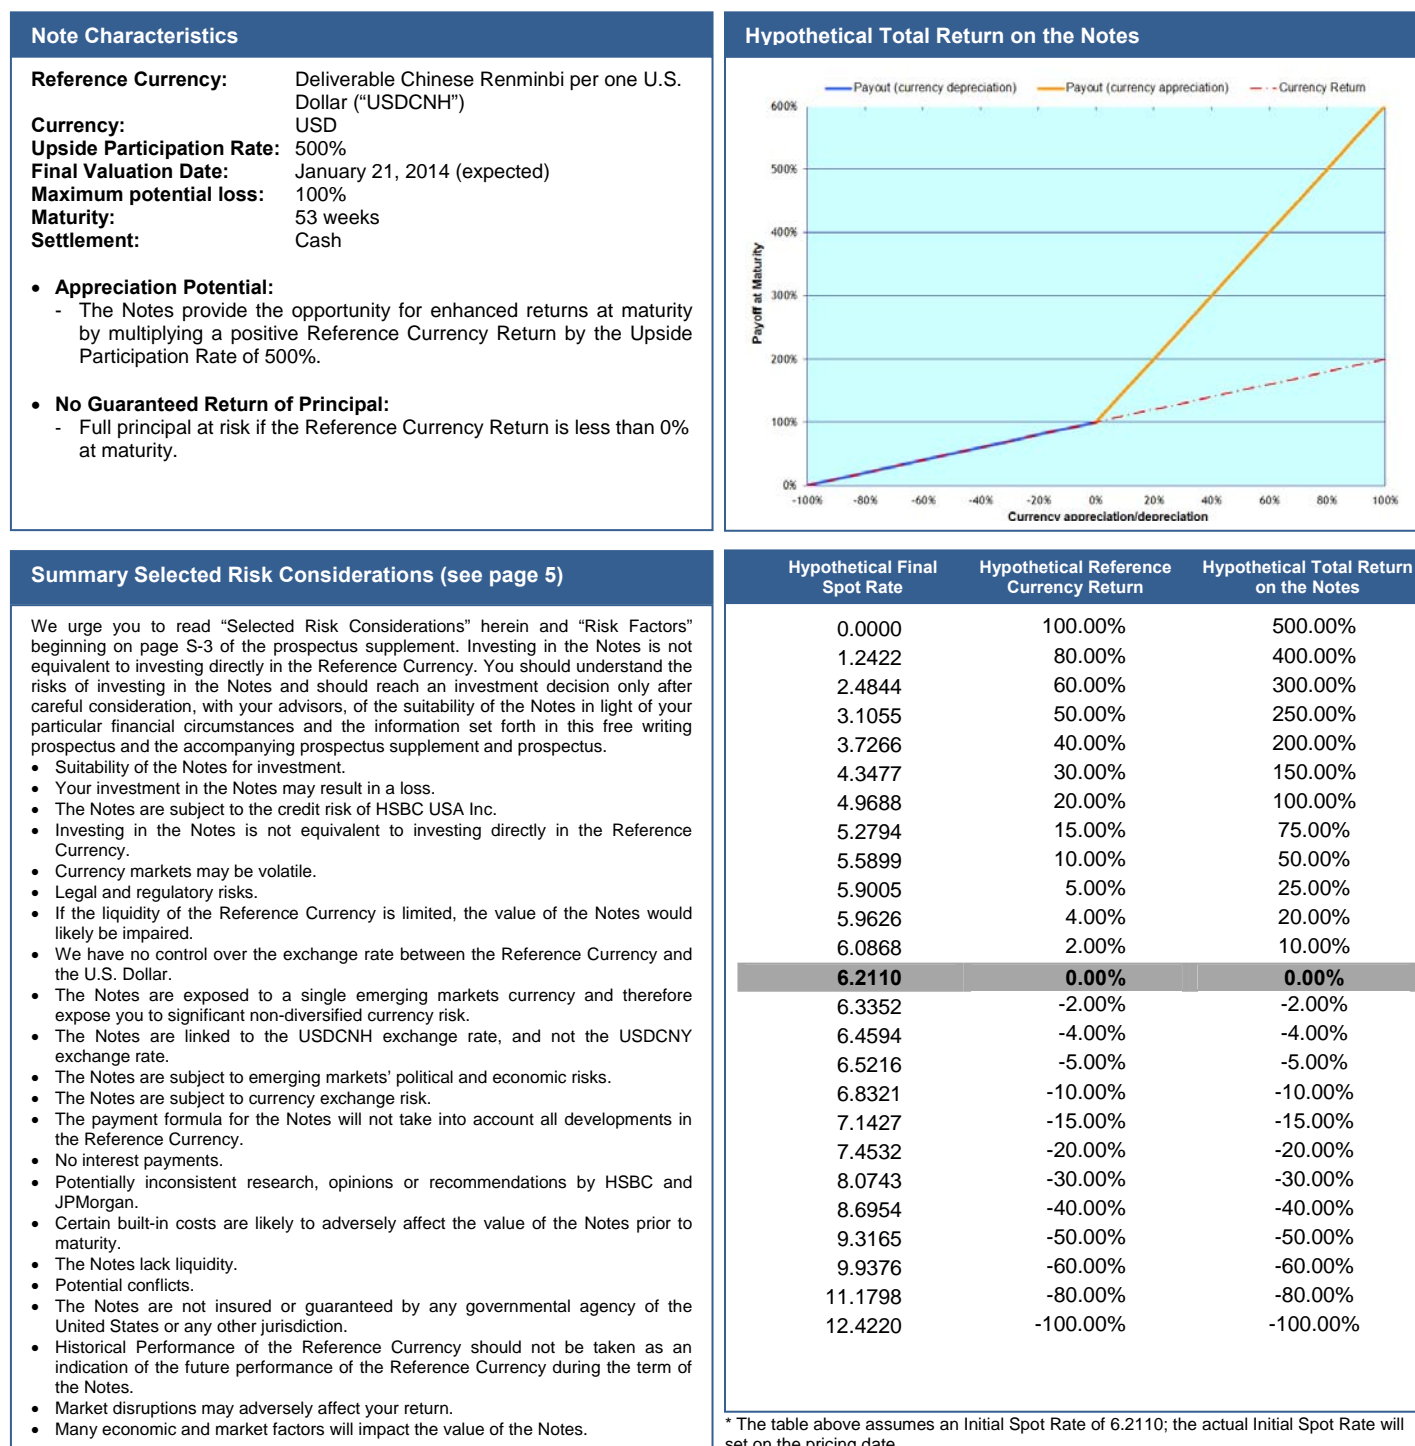 Note Characteristics
Reference Currency: Deliverable Chinese Renminbi per one U.S.
Dollar (“USDCNH”)
Currency: USD
Upside Participation Rate: 500%
Final Valuation Date: January 21, 2014 (expected)
Maximum potential loss: 100%
Maturity: 53 weeks
Settlement: Cash
• Appreciation Potential:
- The Notes provide the opportunity for enhanced returns at maturity
by multiplying a positive Reference Currency Return by the Upside
Participation Rate of 500%.
• No Guaranteed Return of Principal:
- Full principal at risk if the Reference Currency Return is less than 0%
at maturity.
Hypothetical Total Return on the Notes
Payout (currency depreciation) Payout (currency appreciation) Currency Return
600%
500%
400%
300%
200%
100%
0%
Payoff at Maturity
-100% -80% -60% -40% -20% 0% 20% 40% 60% 80% 100%
Currency appreciation/depreciation
Summary Selected Risk Considerations (see page 5)
We urge you to read “Selected Risk Considerations” herein and “Risk Factors”
beginning on page S-3 of the prospectus supplement. Investing in the Notes is not
equivalent to investing directly in the Reference Currency. You should understand the
risks of investing in the Notes and should reach an investment decision only after
careful consideration, with your advisors, of the suitability of the Notes in light of your
particular financial circumstances and the information set forth in this free writing
prospectus and the accompanying prospectus supplement and prospectus.
• Suitability of the Notes for investment.
• Your investment in the Notes may result in a loss.
• The Notes are subject to the credit risk of HSBC USA Inc.
• Investing in the Notes is not equivalent to investing directly in the Reference
Currency.
• Currency markets may be volatile.
• Legal and regulatory risks.
• If the liquidity of the Reference Currency is limited, the value of the Notes would
likely be impaired.
• We have no control over the exchange rate between the Reference Currency and
the U.S. Dollar.
• The Notes are exposed to a single emerging markets currency and therefore
expose you to significant non-diversified currency risk.
• The Notes are linked to the USDCNH exchange rate, and not the USDCNY
exchange rate.
• The Notes are subject to emerging markets’ political and economic risks.
• The Notes are subject to currency exchange risk.
• The payment formula for the Notes will not take into account all developments in
the Reference Currency.
• No interest payments.
• Potentially inconsistent research, opinions or recommendations by HSBC and
JPMorgan.
• Certain built-in costs are likely to adversely affect the value of the Notes prior to
maturity.
• The Notes lack liquidity.
• Potential conflicts.
• The Notes are not insured or guaranteed by any governmental agency of the
United States or any other jurisdiction.
• Historical Performance of the Reference Currency should not be taken as an
indication of the future performance of the Reference Currency during the term of
the Notes.
• Market disruptions may adversely affect your return.
• Many economic and market factors will impact the value of the Notes.
Hypothetical Final Hypothetical Reference Hypothetical Total Return
Spot Rate Currency Return on the Notes
0.0000 100.00% 500.00%
1.2422 80.00% 400.00%
2.4844 60.00% 300.00%
3.1055 50.00% 250.00%
3.7266 40.00% 200.00%
4.3477 30.00% 150.00%
4.9688 20.00% 100.00%
5.2794 15.00% 75.00%
5.5899 10.00% 50.00%
5.9005 5.00% 25.00%
5.9626 4.00% 20.00%
6.0868 2.00% 10.00%
6.2110 0.00% 0.00%
6.3352 -2.00% -2.00%
6.4594 -4.00% -4.00%
6.5216 -5.00% -5.00%
6.8321 -10.00% -10.00%
7.1427 -15.00% -15.00%
7.4532 -20.00% -20.00%
8.0743 -30.00% -30.00%
8.6954 -40.00% -40.00%
9.3165 -50.00% -50.00%
9.9376 -60.00% -60.00%
11.1798 -80.00% -80.00%
12.4220 -100.00% -100.00%
* The table above assumes an Initial Spot Rate of 6.2110; the actual Initial Spot Rate will
set on the pricing date